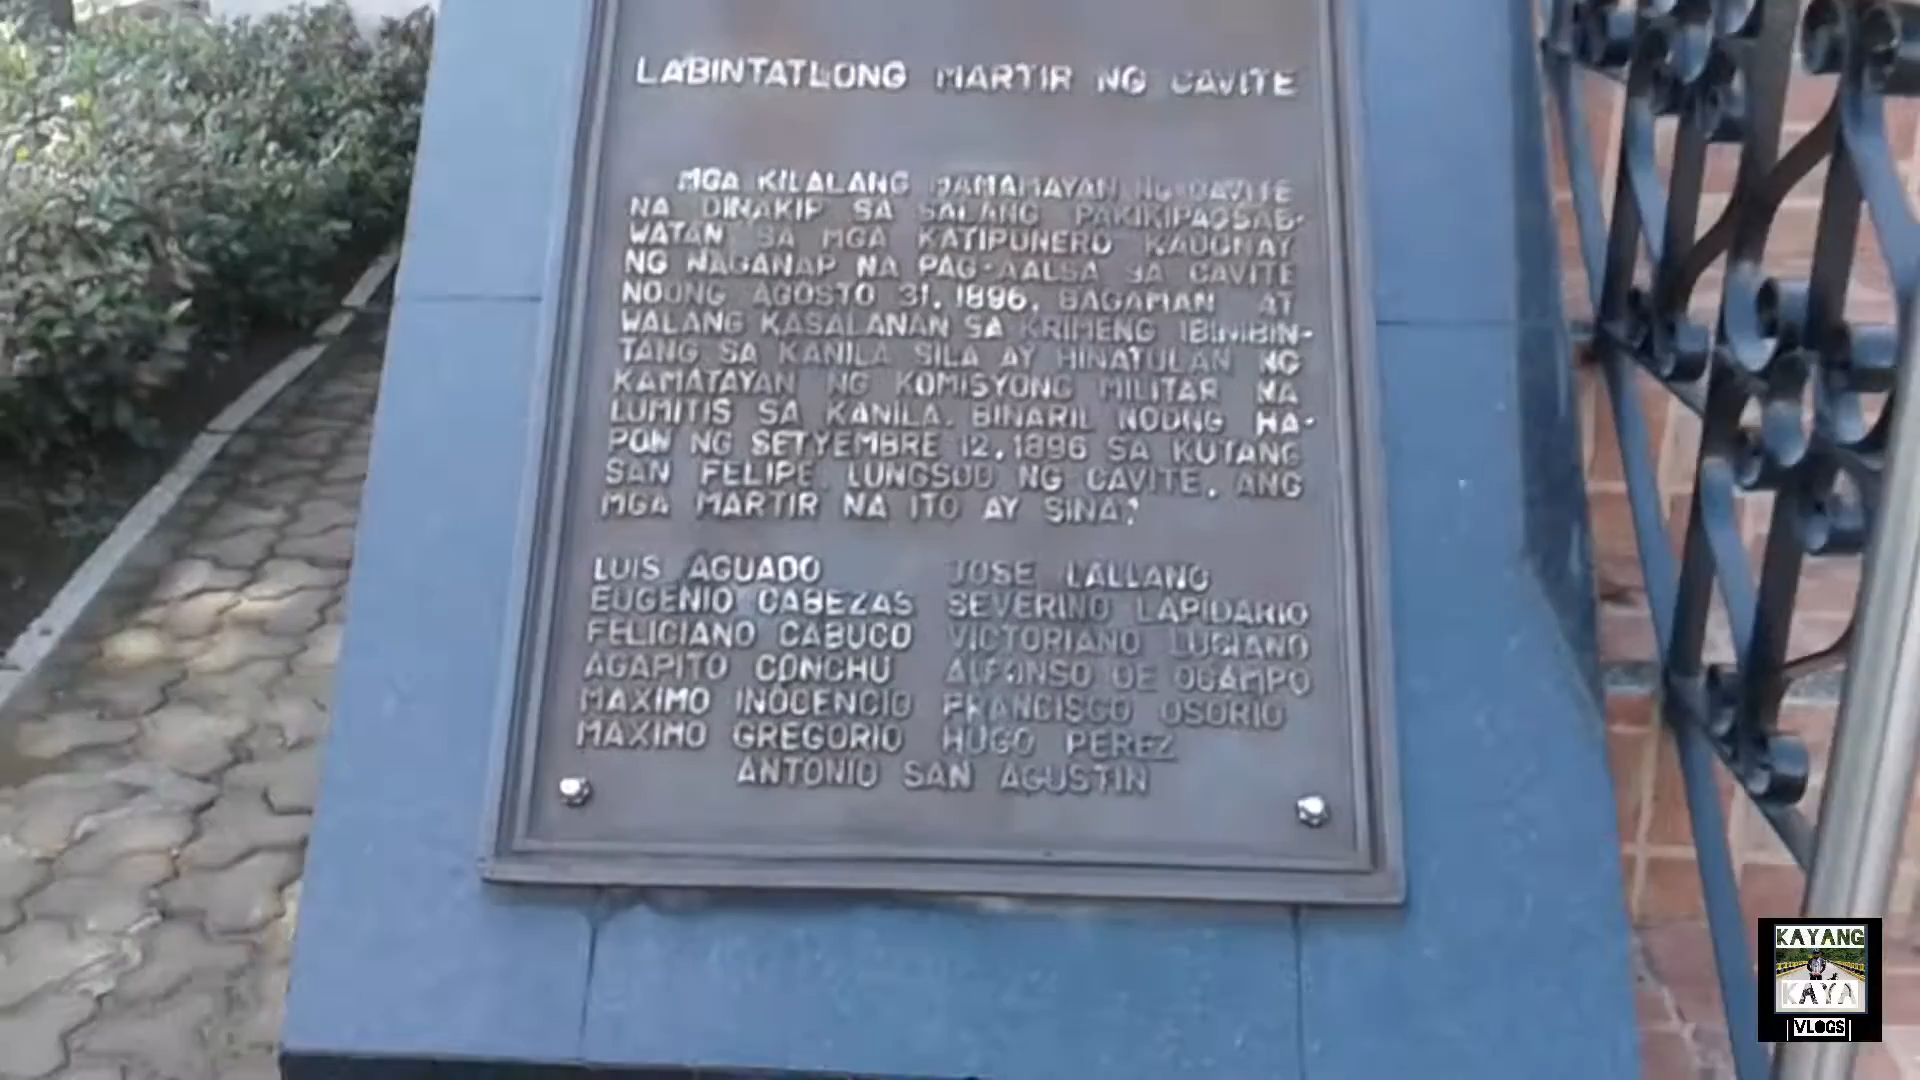 LABINTATLONG MARTIR NG CAVITE
MGA KILALANG MAMAMAYAN NG CAVITE
NA DINAKIP SA SALANG PAKIKIPAGSAB-
WATAN SA MGA KATIPUNERO KAUGNAY
NG NAGANAP NA PAG-AALSA SA CAVITE
NOONG AGOSTO 31, 1896. BAGAMAN AT
WALANG KASALANAN SA KRIMENG IBINIBIN-
TANG SA KANILA SILA AY HINATULAN NG
KAMATAYAN NG KOMISYONG MILITAR NA
LUMITIS SA KANILA. BINARIL NOONG HA-
PON NG SETYEMBRE 12, 1896 SA KUTANG
SAN FELIPE, LUNGSOD NG CAVITE, ANG
MGA MARTIR NA ITO AY SINA:
LUIS AGUADO JOSE LALLANO
EUGENIO CABEZAS SEVERINO LAPIDARIO
FELICIANO CABUCO VICTORIANO LUCIANO
AGAPITO CONCHU ALFONSO DE OCAMPO
MAXIMO INOCENCIO FRANCISCO OSORIO
MAXIMO GREGORIO HUGO PEREZ
ANTONIO SAN AGUSTIN
KAYANG
KAYA
VLOGS